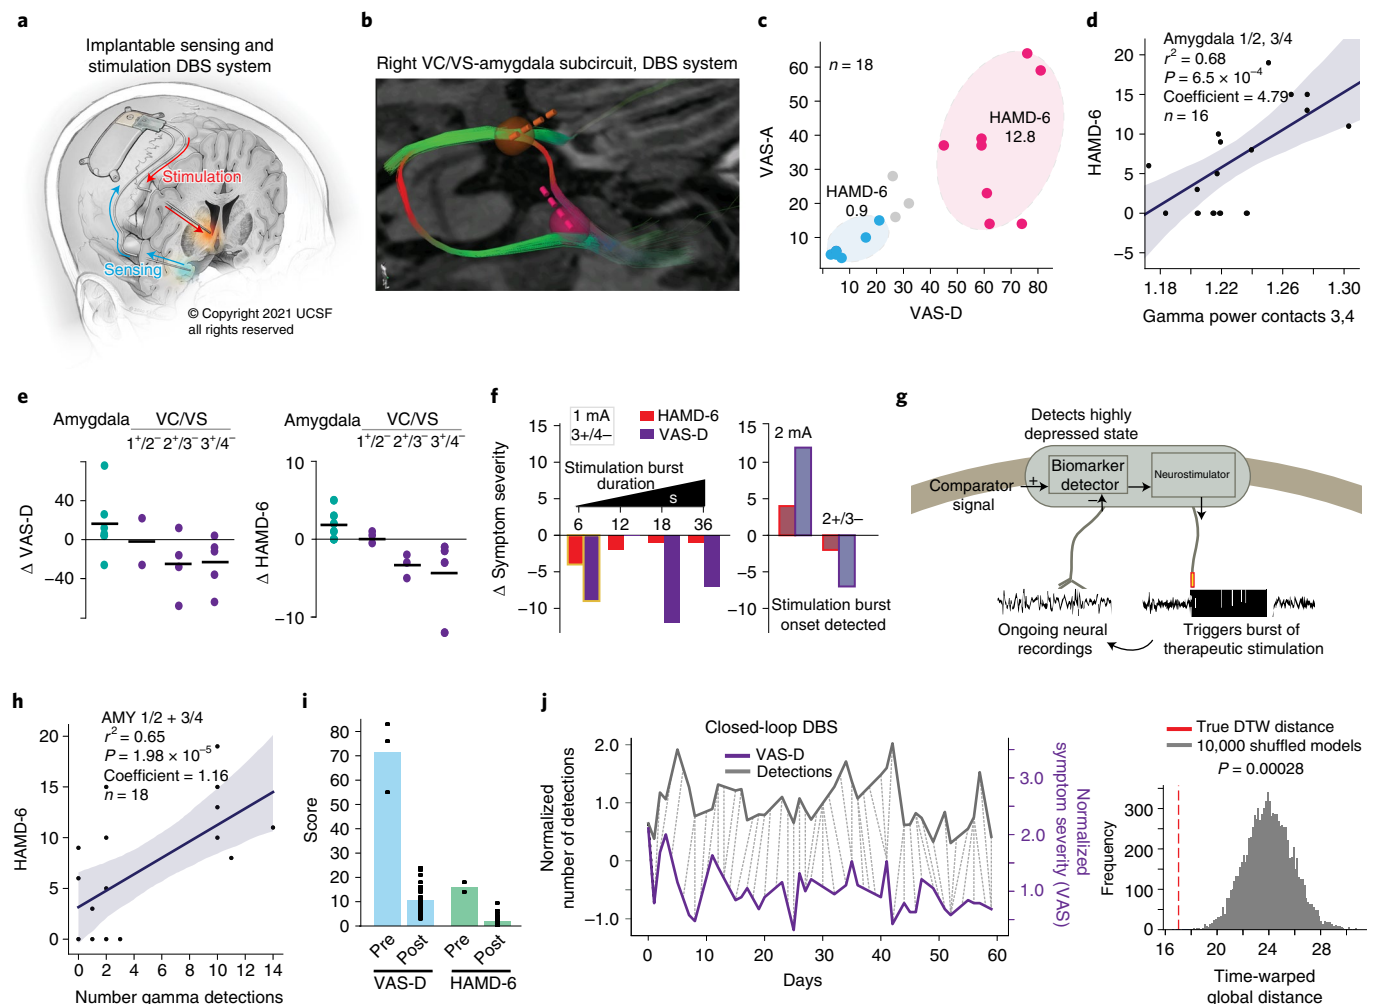 a
Implantable sensing and
stimulation DBS system
Stimulation
Sensing
© Copyright 2021 UCSF
all rights reserved
b
Right VC/VS-amygdala subcircuit, DBS system
c
n = 18
HAMD-6
12.8
HAMD-6
0.9
VAS-A
60
50
40
30
20
10
10 20 30 40 50 60 70 80
VAS-D
d
Amygdala 1/2, 3/4
r² = 0.68
P = 6.5 × 10⁻⁴
Coefficient = 4.79
n = 16
HAMD-6
20
15
10
5
0
−5
1.18 1.22 1.26 1.30
Gamma power contacts 3,4
e
Amygdala VC/VS
1⁺/2⁻ 2⁺/3⁻ 3⁺/4⁻
Δ VAS-D
40
0
−40
Amygdala VC/VS
1⁺/2⁻ 2⁺/3⁻ 3⁺/4⁻
Δ HAMD-6
10
0
−10
f
1 mA
3+/4−
HAMD-6
VAS-D
Stimulation burst
duration
s
6 12 18 36
Δ Symptom severity
15
10
5
0
−5
−10
15
10
5
0
−5
−10
2 mA
2+/3−
Stimulation burst
onset detected
g
Detects highly
depressed state
Biomarker
detector
Neurostimulator
Comparator
signal
+
−
Ongoing neural
recordings
Triggers burst of
therapeutic stimulation
h
AMY 1/2 + 3/4
r² = 0.65
P = 1.98 × 10⁻⁵
Coefficient = 1.16
n = 18
HAMD-6
20
15
10
5
0
0 2 4 6 8 10 12 14
Number gamma detections
i
Score
80
70
60
50
40
30
20
10
0
Pre Post Pre Post
VAS-D HAMD-6
j
Closed-loop DBS
VAS-D
Detections
Normalized
number of detections
2.0
1.0
0
−1.0
3.0
2.0
1.0
Normalized
symptom severity (VAS)
0 10 20 30 40 50 60
Days
True DTW distance
10,000 shuffled models
P = 0.00028
Frequency
300
200
100
0
16 20 24 28
Time-warped
global distance